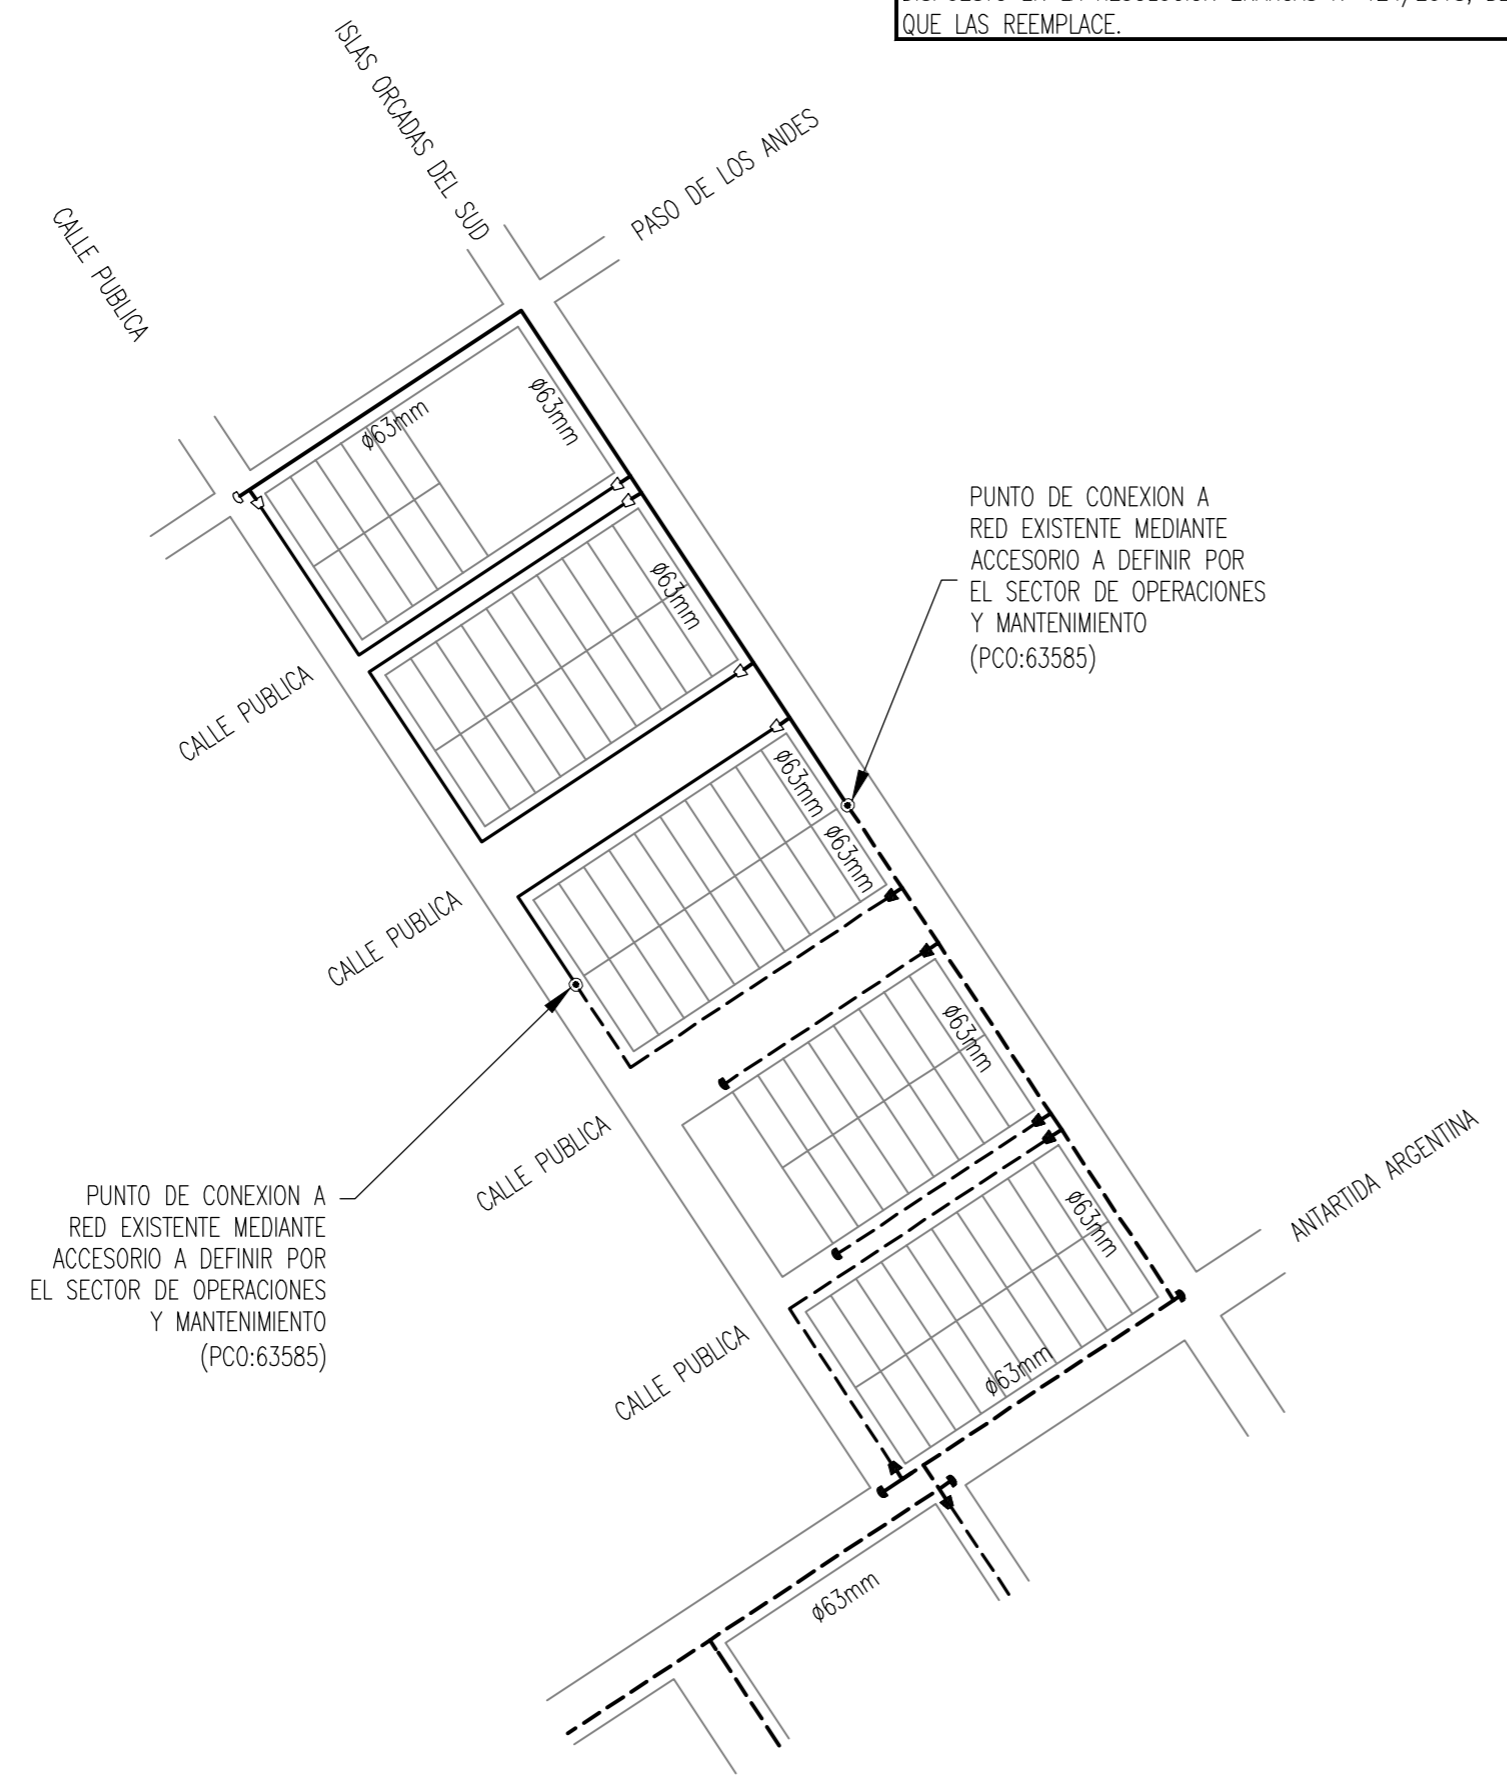 QUE LAS REEMPLACE.
ISLAS ORCADAS DEL SUD
PASO DE LOS ANDES
CALLE PUBLICA
ø63mm
ø63mm
PUNTO DE CONEXION A
RED EXISTENTE MEDIANTE
ACCESORIO A DEFINIR POR
EL SECTOR DE OPERACIONES
Y MANTENIMIENTO
(PCO:63585)
ø63mm
CALLE PUBLICA
ø63mm
ø63mm
CALLE PUBLICA
ø63mm
CALLE PUBLICA
ANTARTIDA ARGENTINA
PUNTO DE CONEXION A
RED EXISTENTE MEDIANTE
ACCESORIO A DEFINIR POR
EL SECTOR DE OPERACIONES
Y MANTENIMIENTO
(PCO:63585)
ø63mm
CALLE PUBLICA
ø63mm
ø63mm